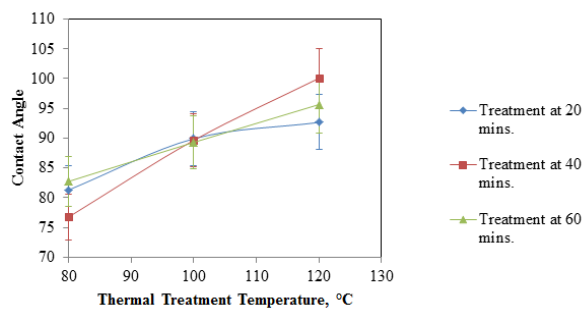 110
105
100
95
90
85
80
75
70
Contact Angle
80 90 100 110 120 130
Thermal Treatment Temperature, °C
Treatment at 20
mins.
Treatment at 40
mins.
Treatment at 60
mins.